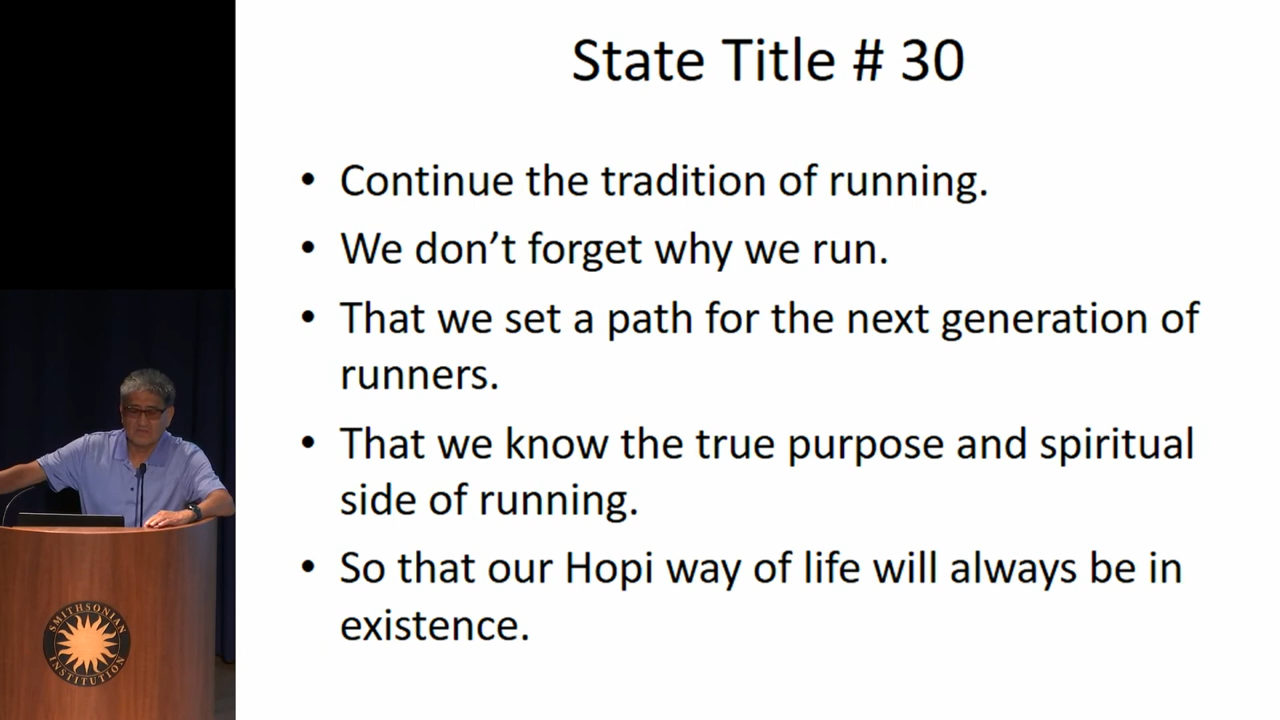 State Title # 30
• Continue the tradition of running.
• We don’t forget why we run.
• That we set a path for the next generation of
runners.
• That we know the true purpose and spiritual
side of running.
• So that our Hopi way of life will always be in
existence.
SMITHSONIAN
INSTITUTION